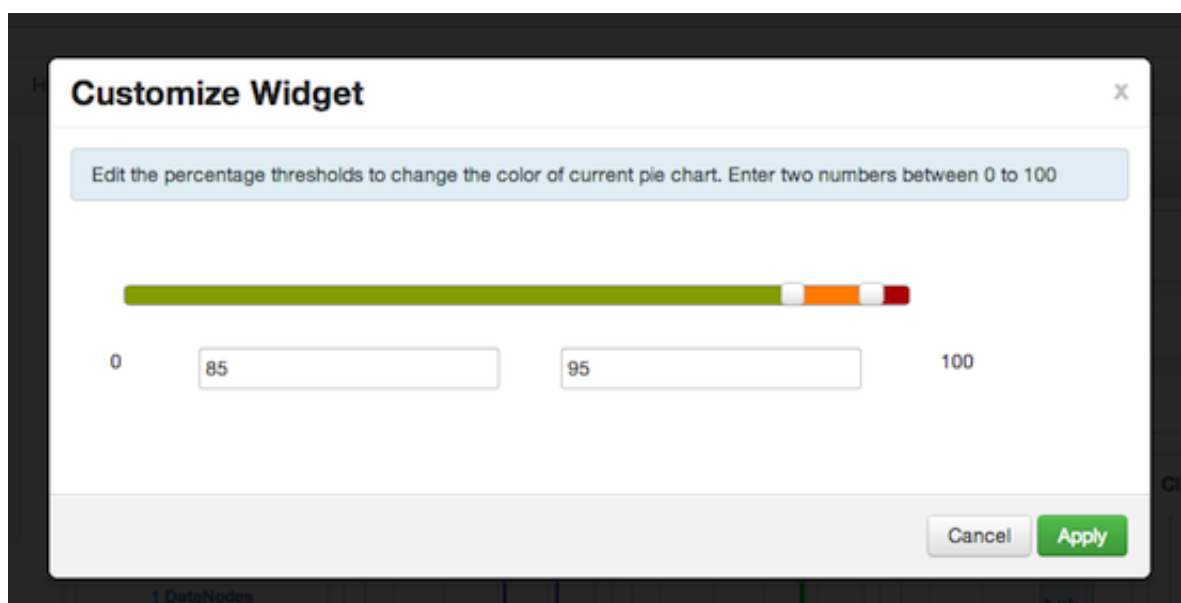 Customize Widget
x
Edit the percentage thresholds to change the color of current pie chart. Enter two numbers between 0 to 100
0
85
95
100
Cancel
Apply
1 DataNodes